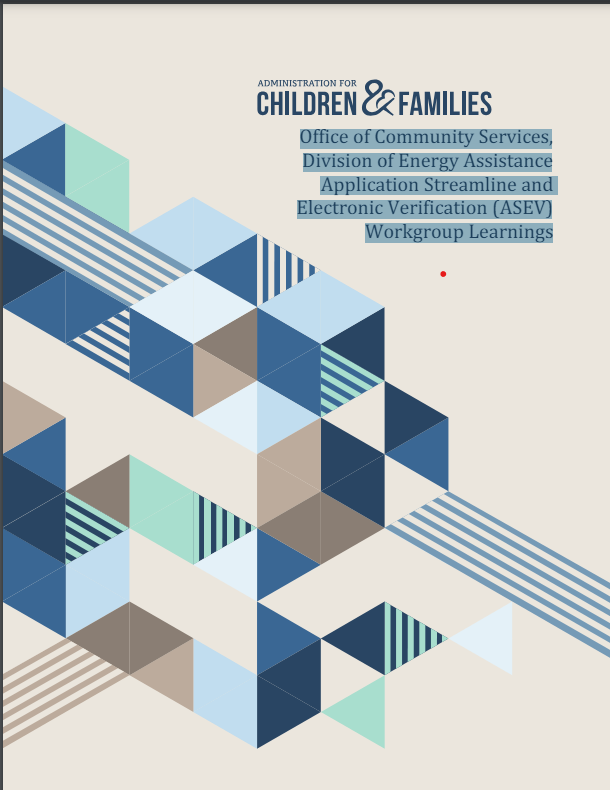 ADMINISTRATION FOR
CHILDREN & FAMILIES
Office of Community Services,
Division of Energy Assistance
Application Streamline and
Electronic Verification (ASEV)
Workgroup Learnings